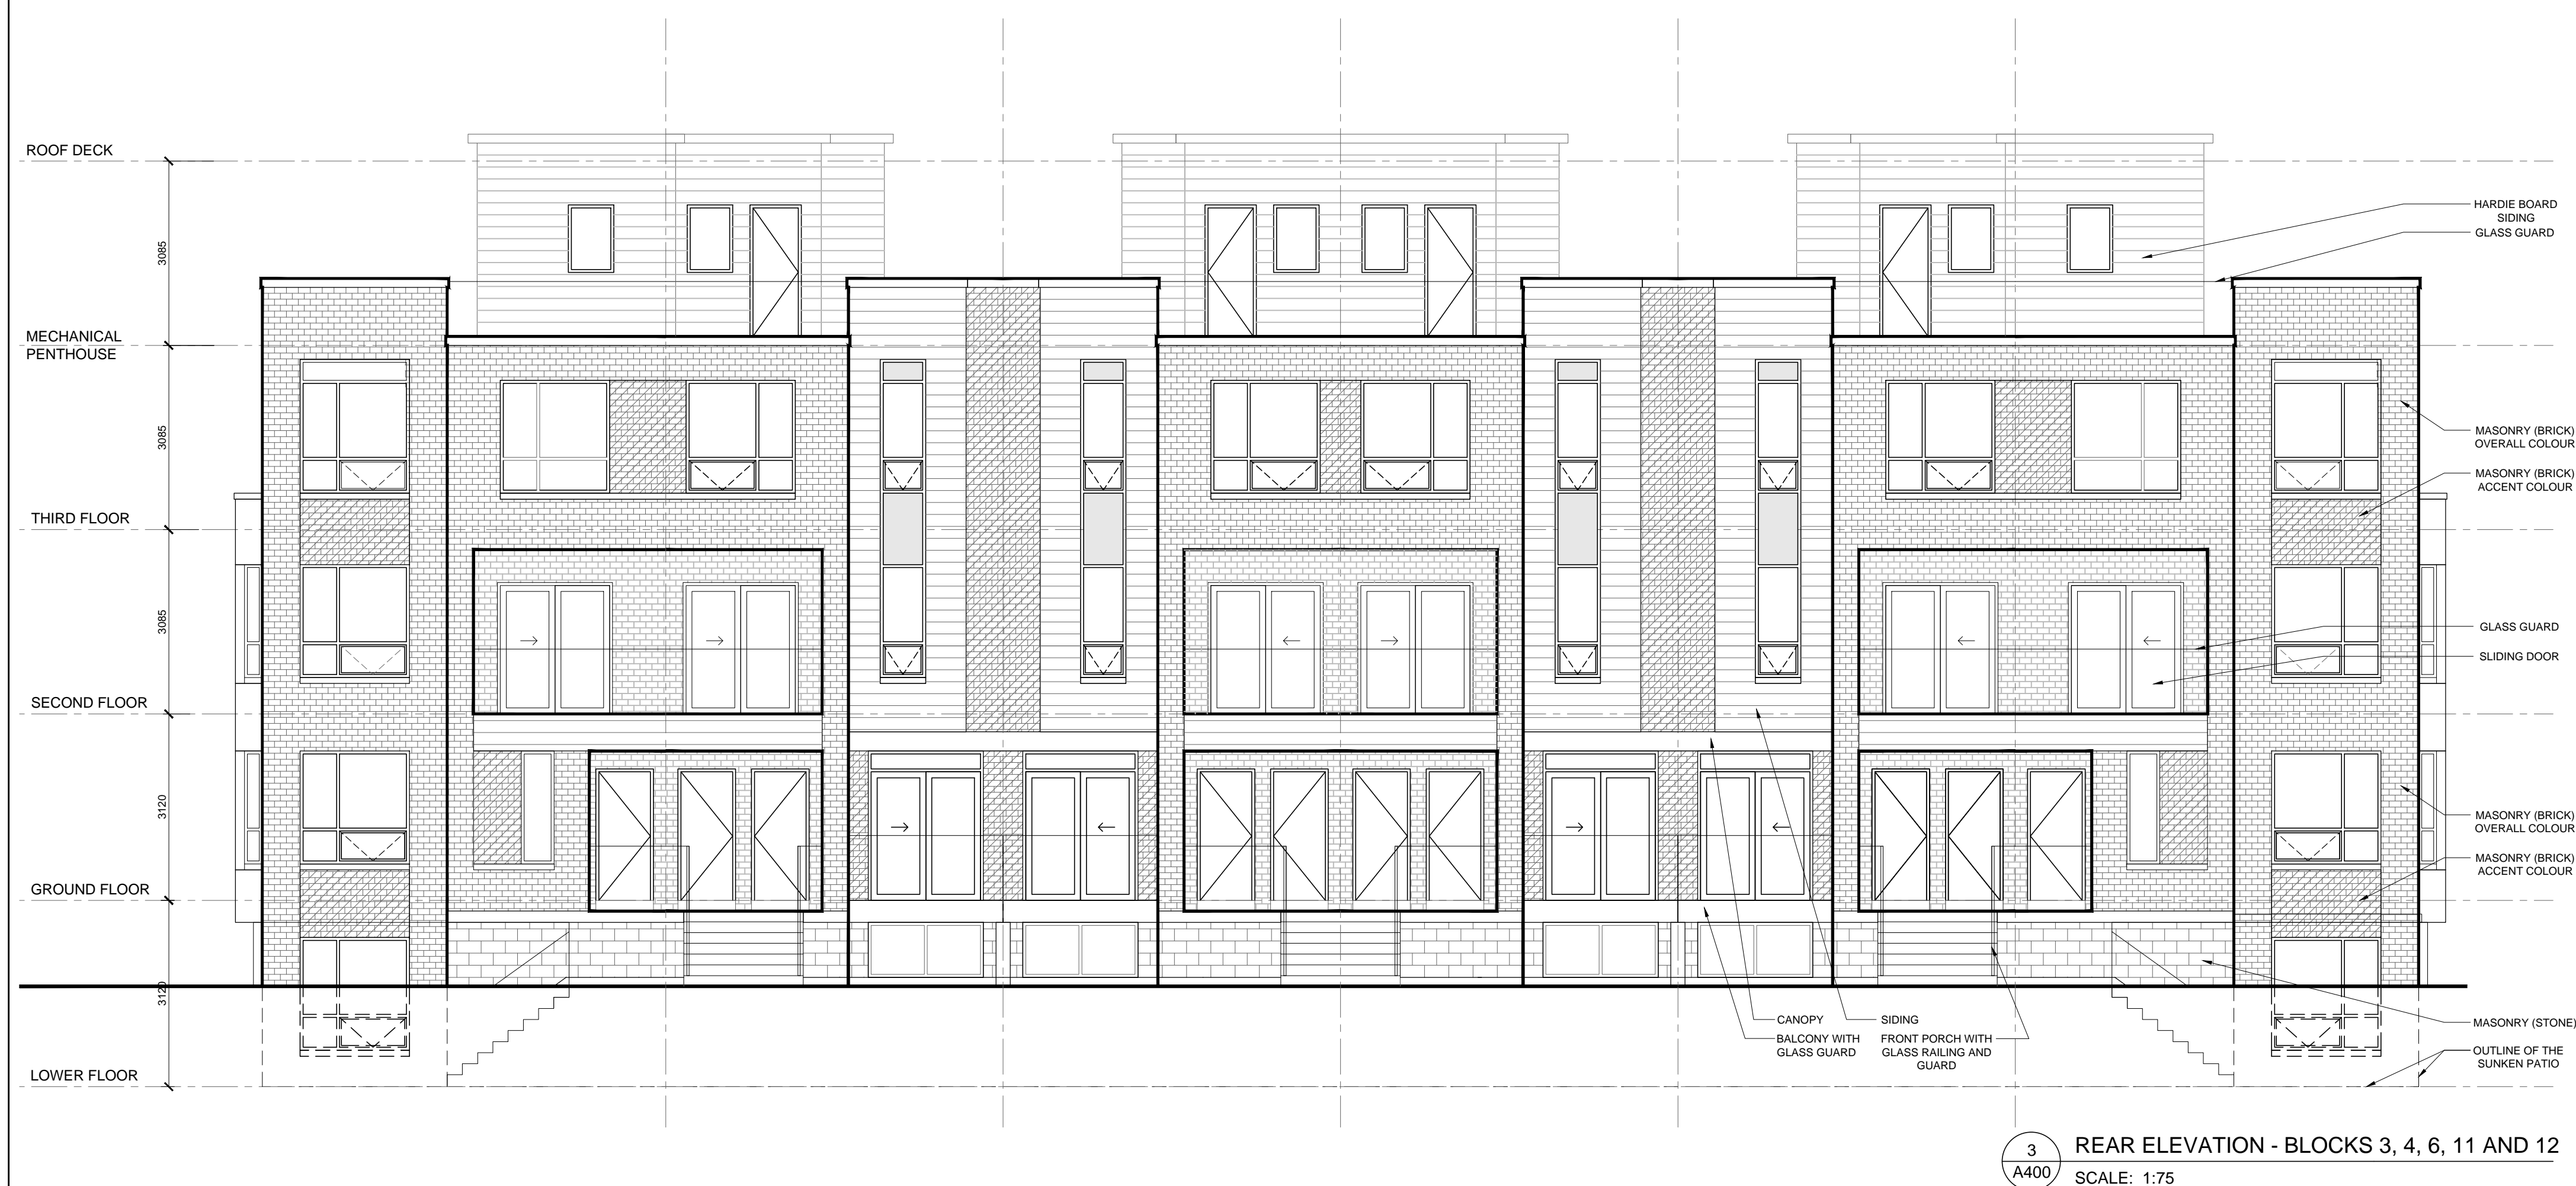 ROOF DECK
3085
MECHANICAL
PENTHOUSE
3085
THIRD FLOOR
3085
SECOND FLOOR
3120
GROUND FLOOR
3120
LOWER FLOOR
HARDIE BOARD
SIDING
GLASS GUARD
MASONRY (BRICK)
OVERALL COLOUR
MASONRY (BRICK)
ACCENT COLOUR
GLASS GUARD
SLIDING DOOR
MASONRY (BRICK)
OVERALL COLOUR
MASONRY (BRICK)
ACCENT COLOUR
MASONRY (STONE)
OUTLINE OF THE
SUNKEN PATIO
CANOPY
BALCONY WITH
GLASS GUARD
SIDING
FRONT PORCH WITH
GLASS RAILING AND
GUARD
3
A400
REAR ELEVATION - BLOCKS 3, 4, 6, 11 AND 12
SCALE: 1:75